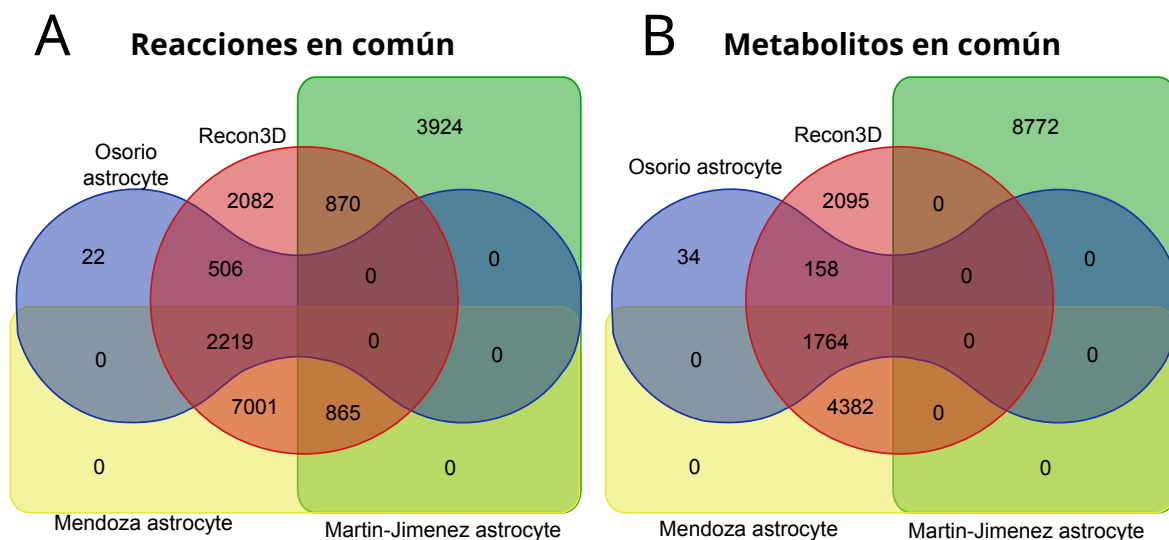 A
Reacciones en común
3924
Recon3D
Osorio
astrocyte
2082
870
22
506
0
0
0
2219
0
0
7001
865
0
0
Mendoza astrocyte
Martin-Jimenez astrocyte
B
Metabolitos en común
8772
Recon3D
Osorio astrocyte
2095
0
34
158
0
0
0
1764
0
0
4382
0
0
0
Mendoza astrocyte
Martin-Jimenez astrocyte